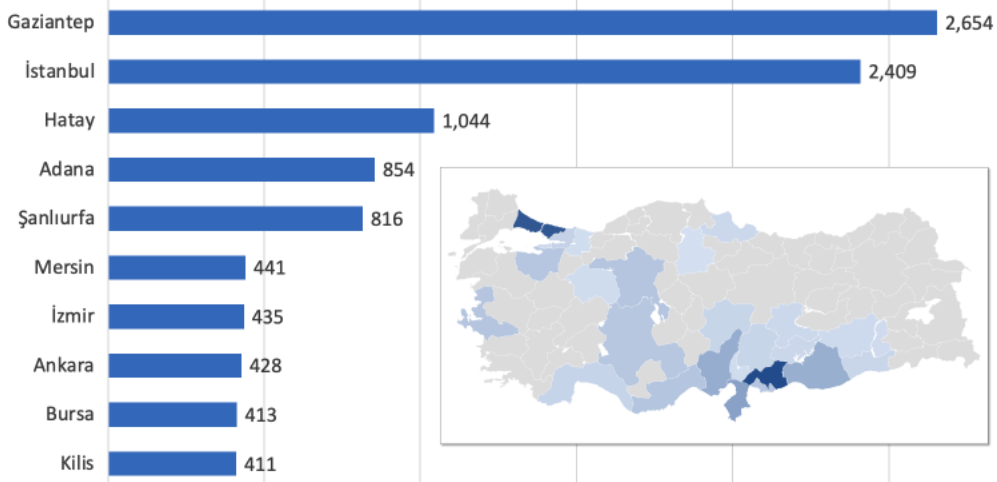 Gaziantep 2,654
İstanbul 2,409
Hatay 1,044
Adana 854
Şanlıurfa 816
Mersin 441
İzmir 435
Ankara 428
Bursa 413
Kilis 411